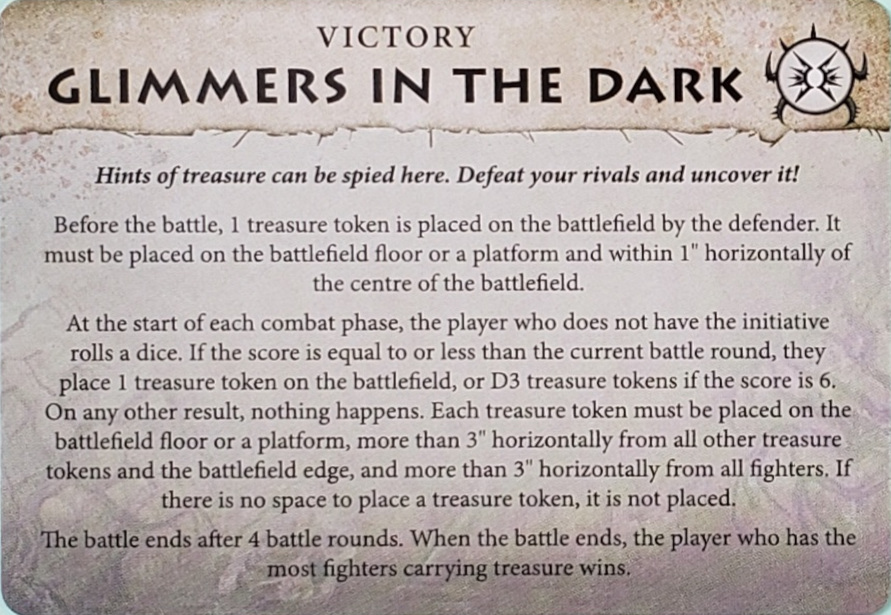 VICTORY
GLIMMERS IN THE DARK
Hints of treasure can be spied here. Defeat your rivals and uncover it!
Before the battle, 1 treasure token is placed on the battlefield by the defender. It
must be placed on the battlefield floor or a platform and within 1" horizontally of
the centre of the battlefield.
At the start of each combat phase, the player who does not have the initiative
rolls a dice. If the score is equal to or less than the current battle round, they
place 1 treasure token on the battlefield, or D3 treasure tokens if the score is 6.
On any other result, nothing happens. Each treasure token must be placed on the
battlefield floor or a platform, more than 3" horizontally from all other treasure
tokens and the battlefield edge, and more than 3" horizontally from all fighters. If
there is no space to place a treasure token, it is not placed.
The battle ends after 4 battle rounds. When the battle ends, the player who has the
most fighters carrying treasure wins.